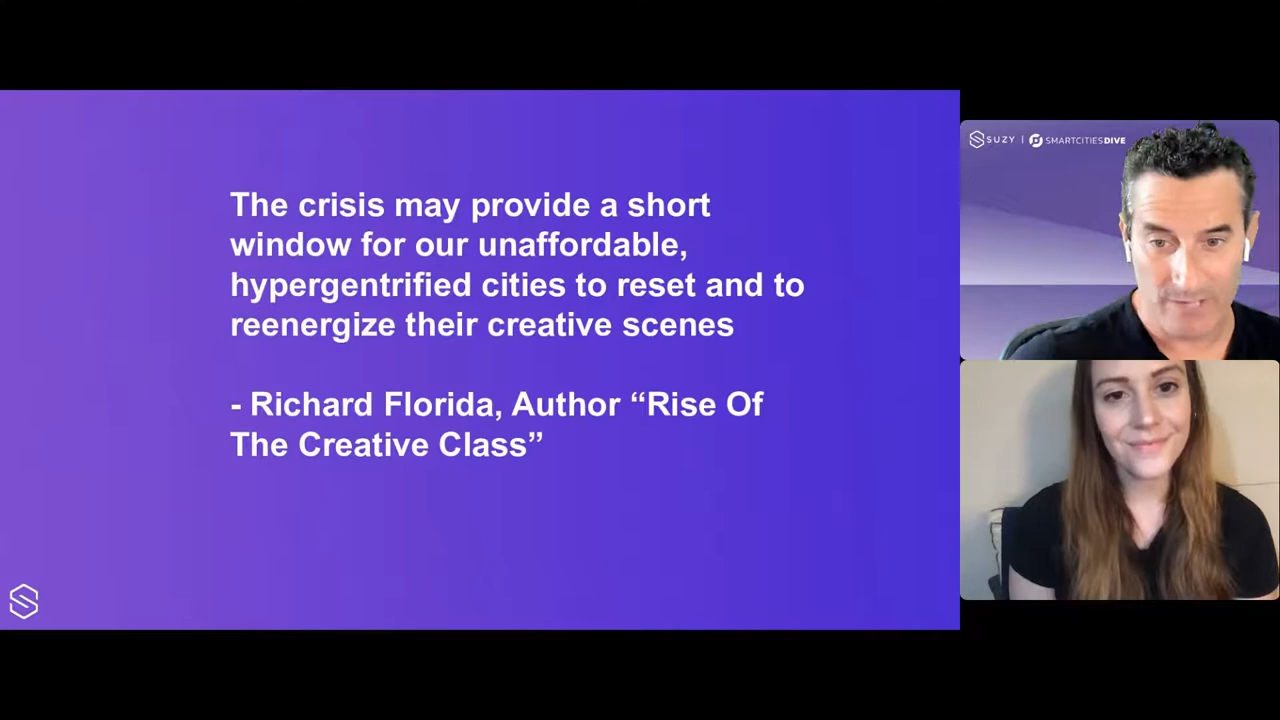 The crisis may provide a short
window for our unaffordable,
hypergentrified cities to reset and to
reenergize their creative scenes
- Richard Florida, Author “Rise Of
The Creative Class”
SUZY | SMARTCITIESDIVE